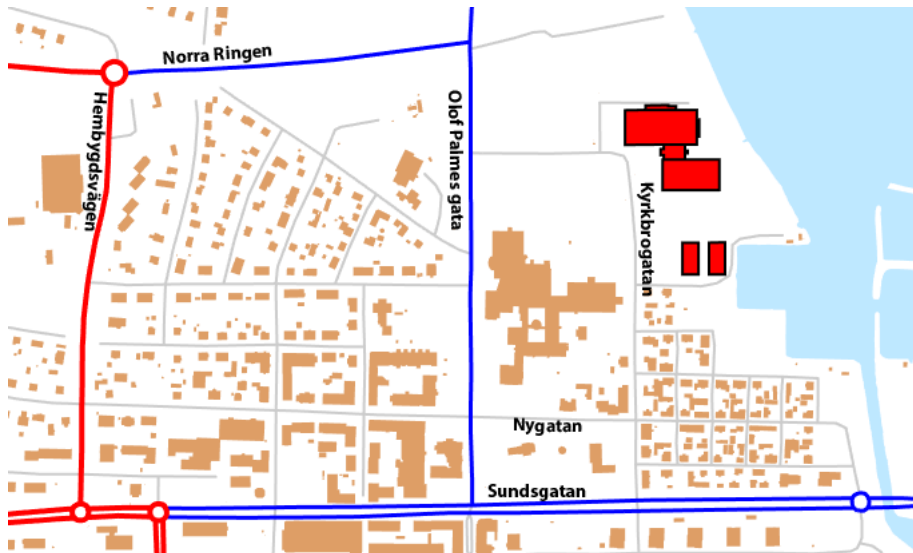 Norra Ringen
Hembygdsvägen
Olof Palmes gata
Kyrkbrogatan
Nygatan
Sundsgatan